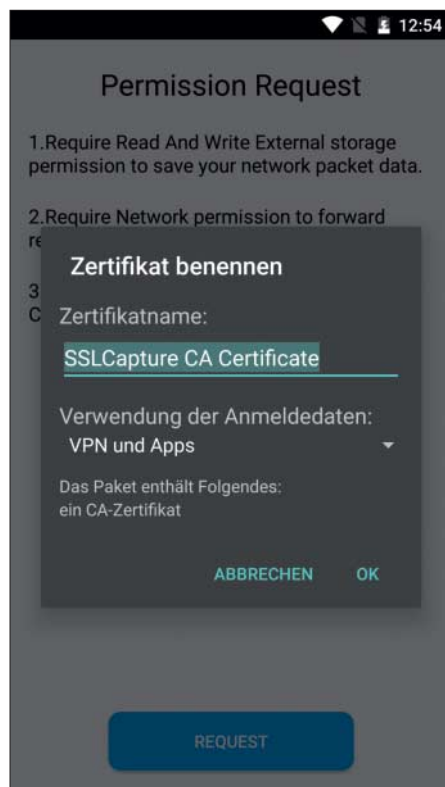 12:54
Permission Request
1.Require Read And Write External storage
permission to save your network packet data.
2.Require Network permission to forward
re
Zertifikat benennen
3
C
Zertifikatname:
SSLCapture CA Certificate
Verwendung der Anmeldedaten:
VPN und Apps
Das Paket enthält Folgendes:
ein CA-Zertifikat
ABBRECHEN OK
REQUEST